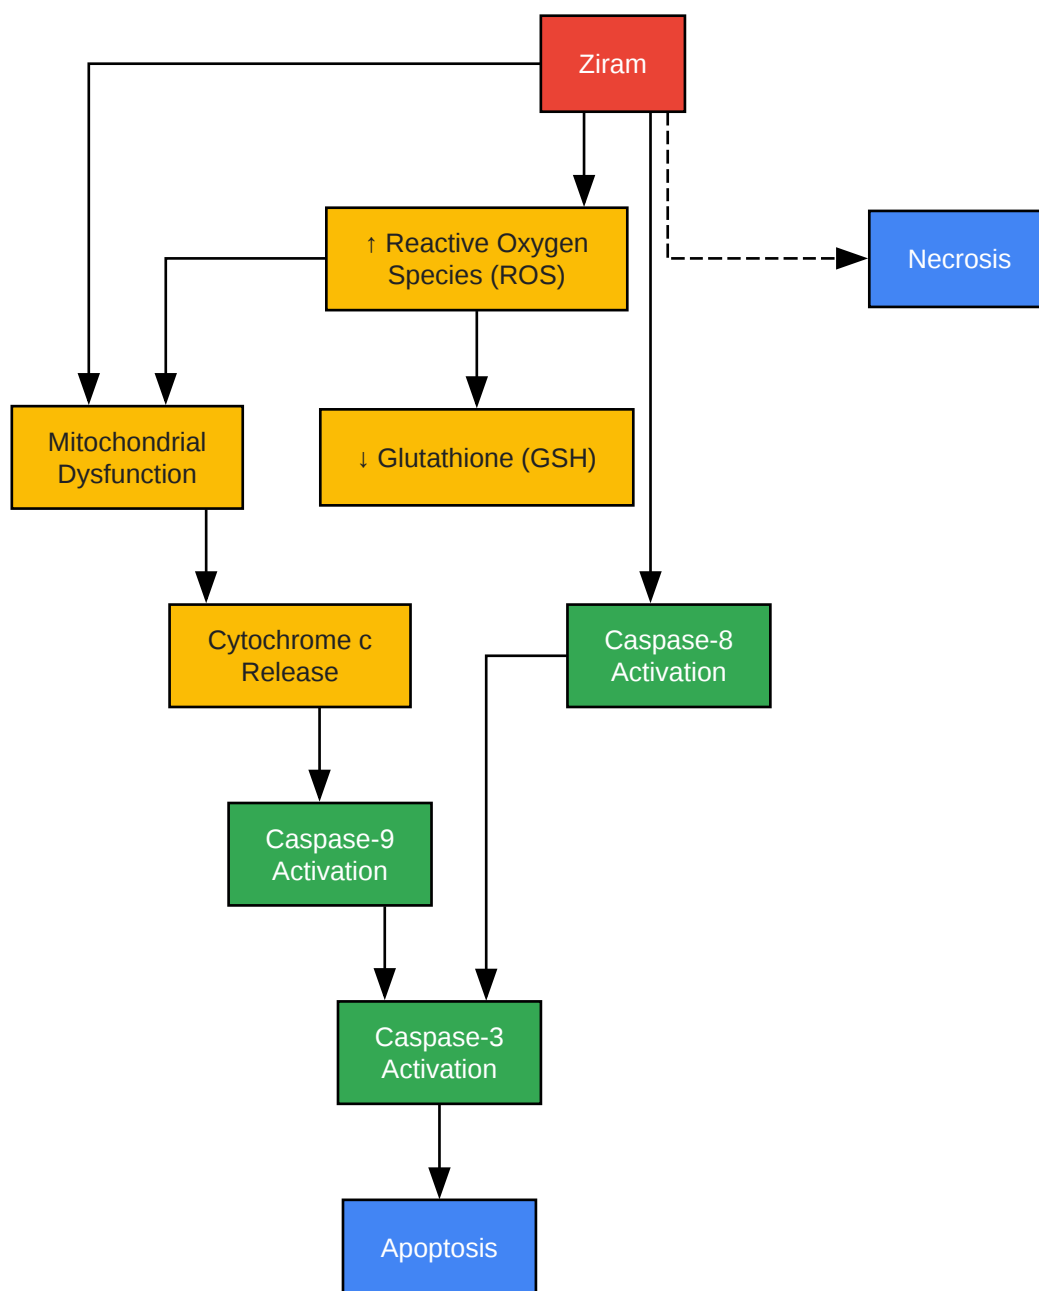 Ziram
↑ Reactive Oxygen
Species (ROS)
Necrosis
Mitochondrial
Dysfunction
↓ Glutathione (GSH)
Cytochrome c
Release
Caspase-8
Activation
Caspase-9
Activation
Caspase-3
Activation
Apoptosis